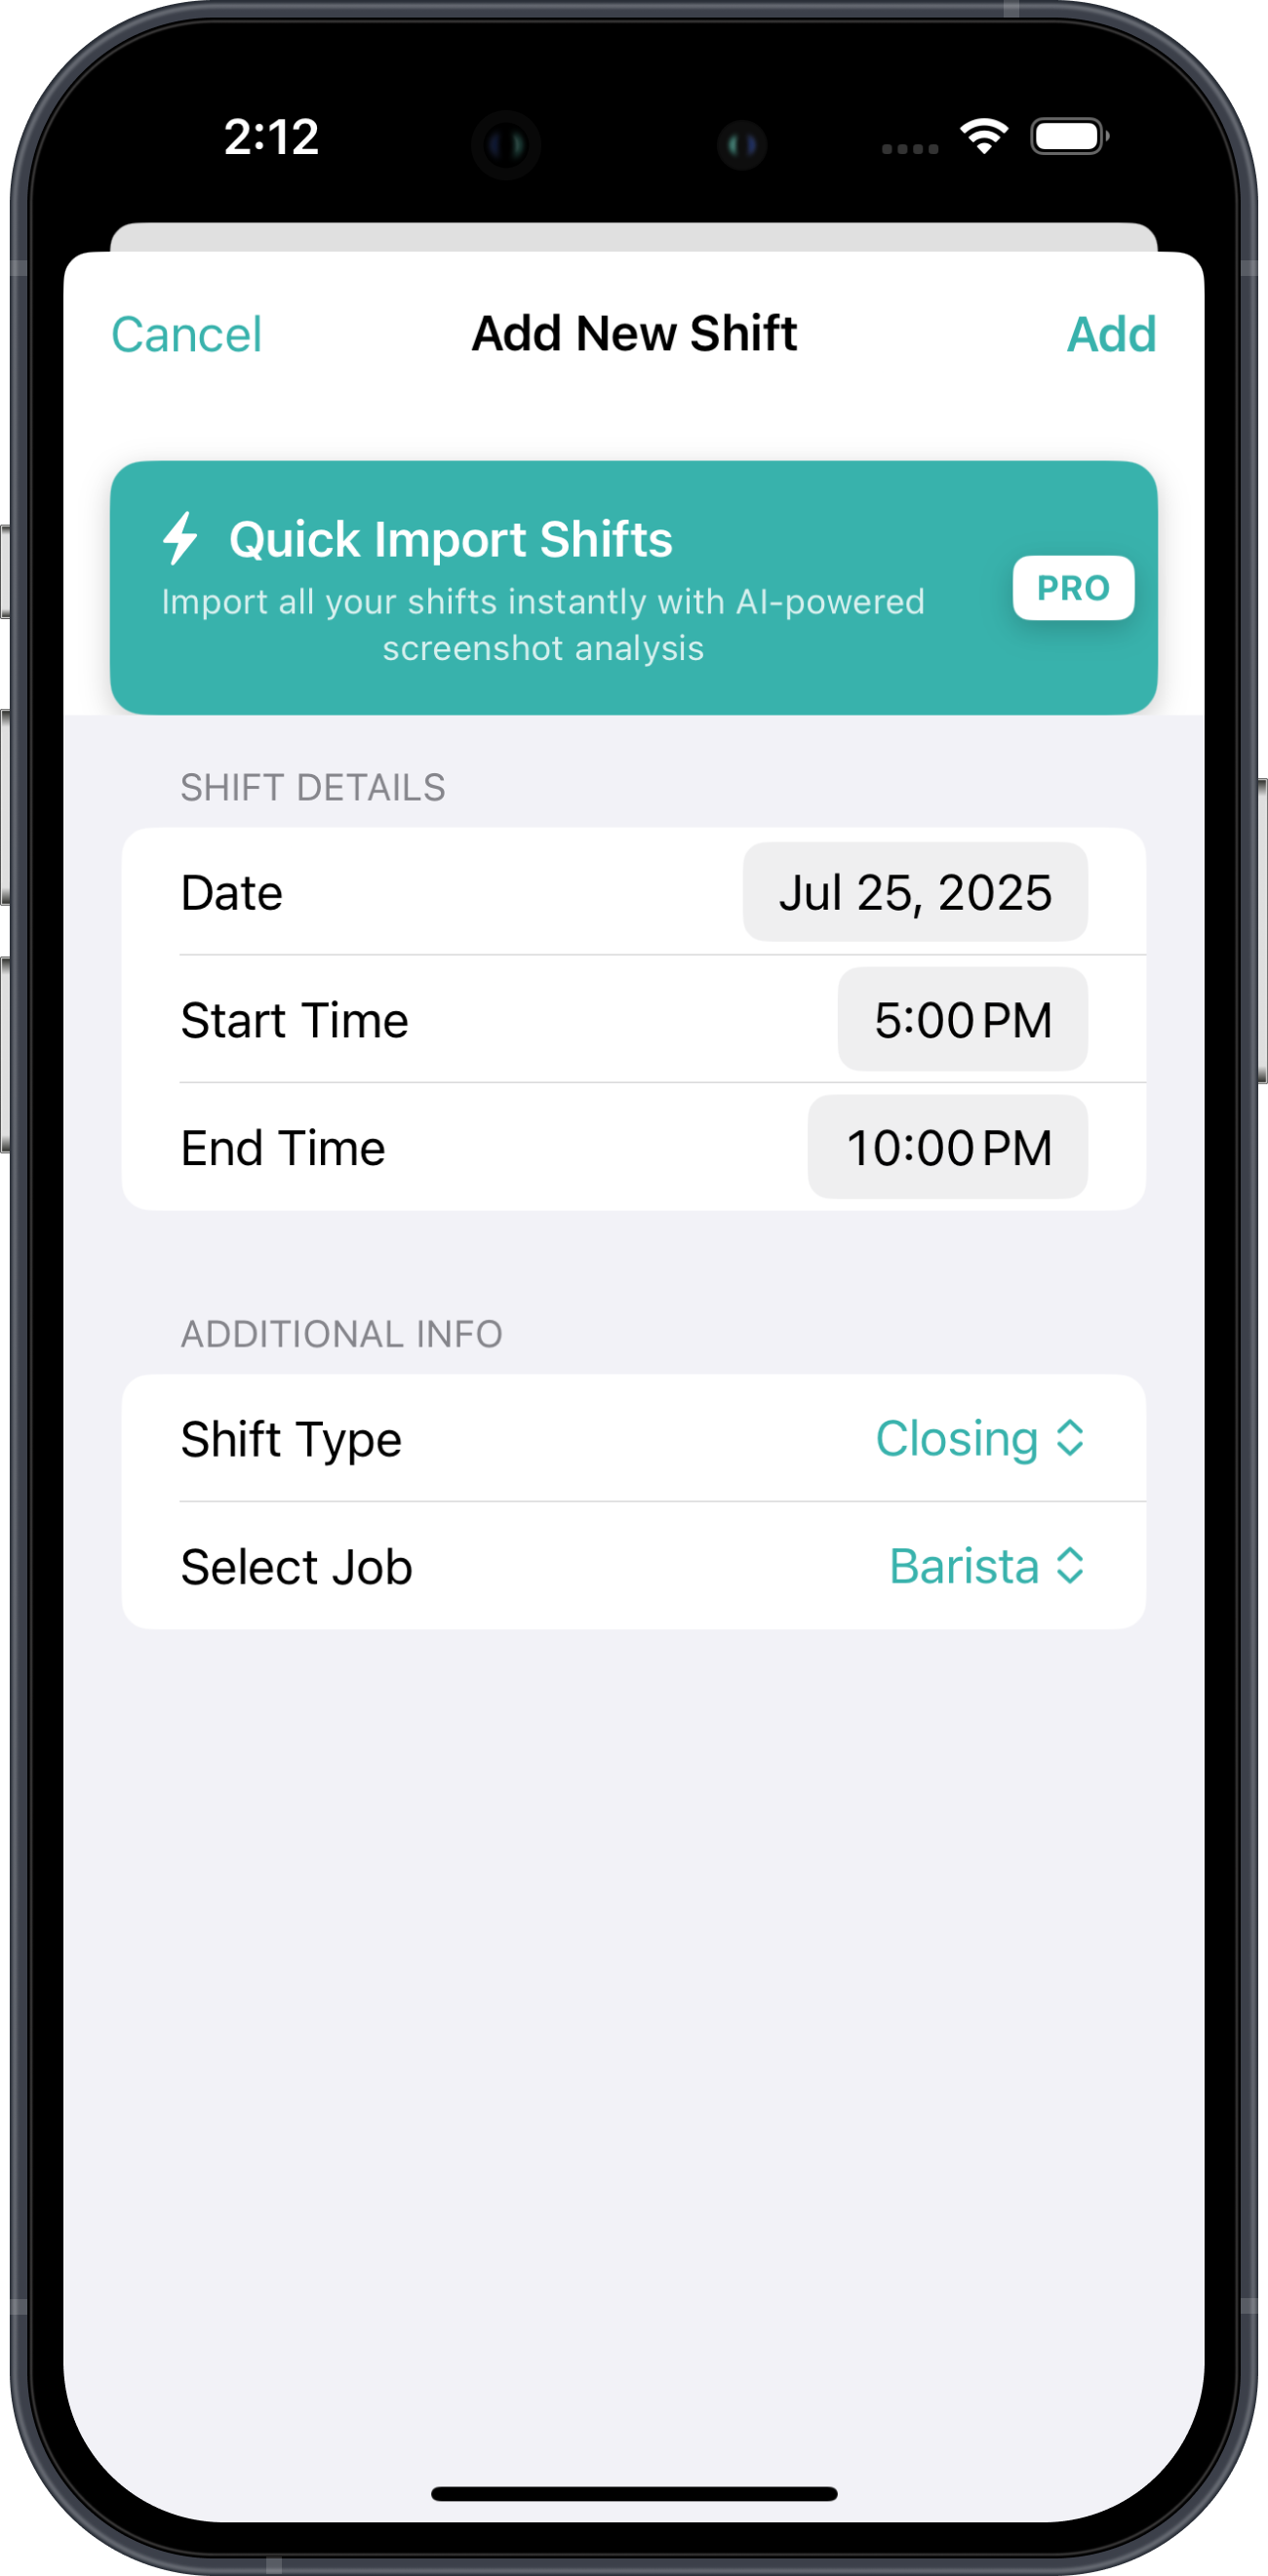 2:12
Cancel
Add New Shift
Add
Quick Import Shifts
Import all your shifts instantly with AI-powered
screenshot analysis
PRO
SHIFT DETAILS
Date
Jul 25, 2025
Start Time
5:00 PM
End Time
10:00 PM
ADDITIONAL INFO
Shift Type
Closing
Select Job
Barista